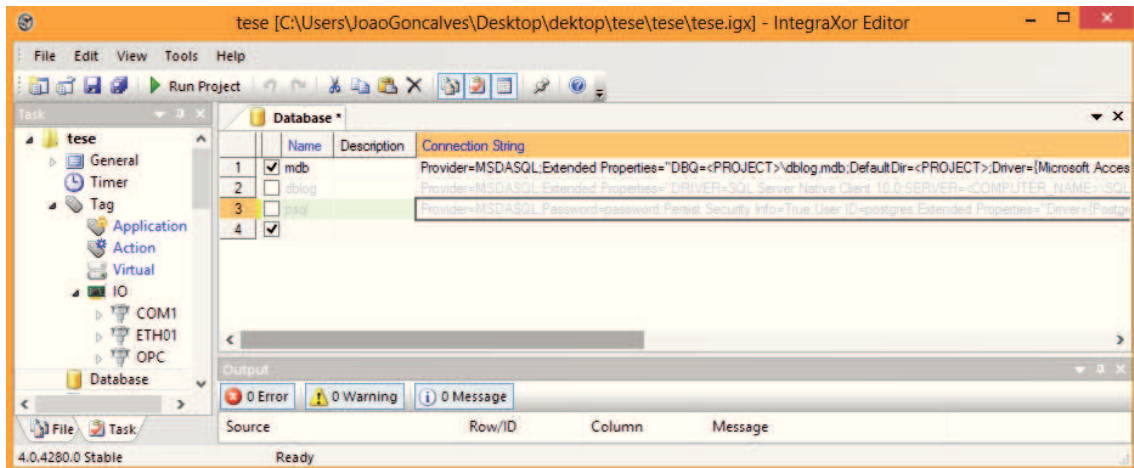 tese [C:\Users\JoaoGoncalves\Desktop\dektop\tese\tese\tese.igx] - IntegraXor Editor
File Edit View Tools Help
Run Project
Task
Database *
tese
General
Timer
Tag
Application
Action
Virtual
IO
COM1
ETH01
OPC
Database
Name Description Connection String
1 mdb Provider=MSDASQL;Extended Properties="DBQ=<PROJECT>\dblog.mdb;DefaultDir=<PROJECT>;Driver={Microsoft Acces
2 dblog Provider=MSDASQL;Extended Properties="DRIVER=SQL Server Native Client 10.0;SERVER=<COMPUTER_NAME>\SQL
3 psql Provider=MSDASQL;Password=password;Persist Security Info=True;User ID=postgres;Extended Properties="Driver={Postgr
4
Output
0 Error 0 Warning 0 Message
Source Row/ID Column Message
File Task
4.0.4280.0 Stable Ready